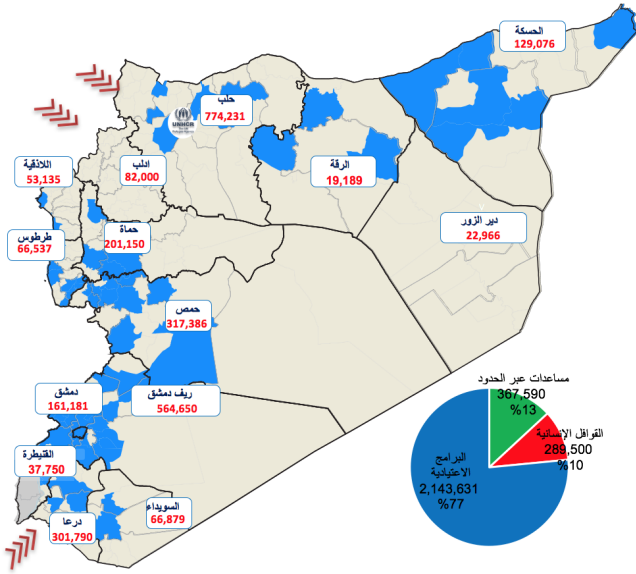 الحسكة
129,076
حلب
774,231
UNHCR
ادلب
82,000
الرقة
19,189
اللاذقية
53,135
دير الزور
22,966
طرطوس
66,537
حماة
201,150
حمص
317,386
ريف دمشق
564,650
دمشق
161,181
القنيطرة
37,750
السويداء
66,879
درعا
301,790
مساعدات عبر الحدود
367,590
%13
القوافل الإنسانية
289,500
%10
البرامج
الاعتيادية
2,143,631
%77